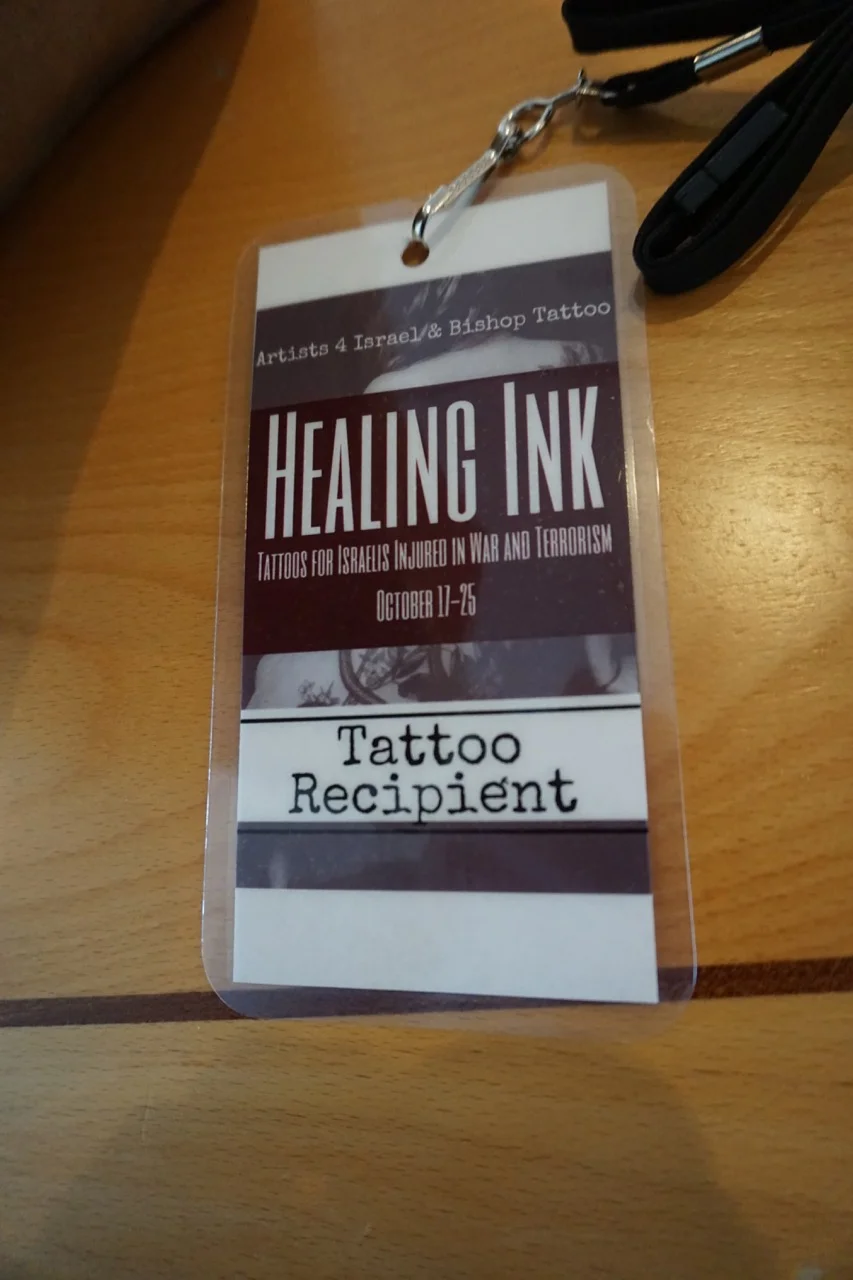 Artists 4 Israel & Bishop Tattoo
HEALING INK
TATTOOS FOR ISRAELIS INJURED IN WAR AND TERRORISM
OCTOBER 17-25
Tattoo
Recipient